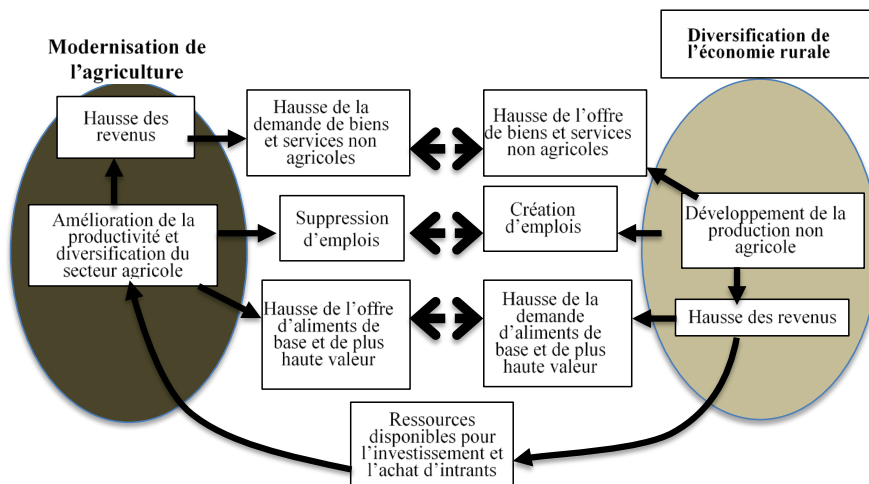 Modernisation de
l'agriculture
Diversification de
l'économie rurale
Hausse des
revenus
Hausse de la
demande de biens
et services non
agricoles
Hausse de l'offre
de biens et services
non agricoles
Amélioration de la
productivité et
diversification du
secteur agricole
Suppression
d'emplois
Création
d'emplois
Développement de la
production non
agricole
Hausse de l'offre
d'aliments de
base et de plus
haute valeur
Hausse de la
demande
d'aliments de
base et de plus
haute valeur
Hausse des revenus
Ressources
disponibles pour
l'investissement et
l'achat d'intrants